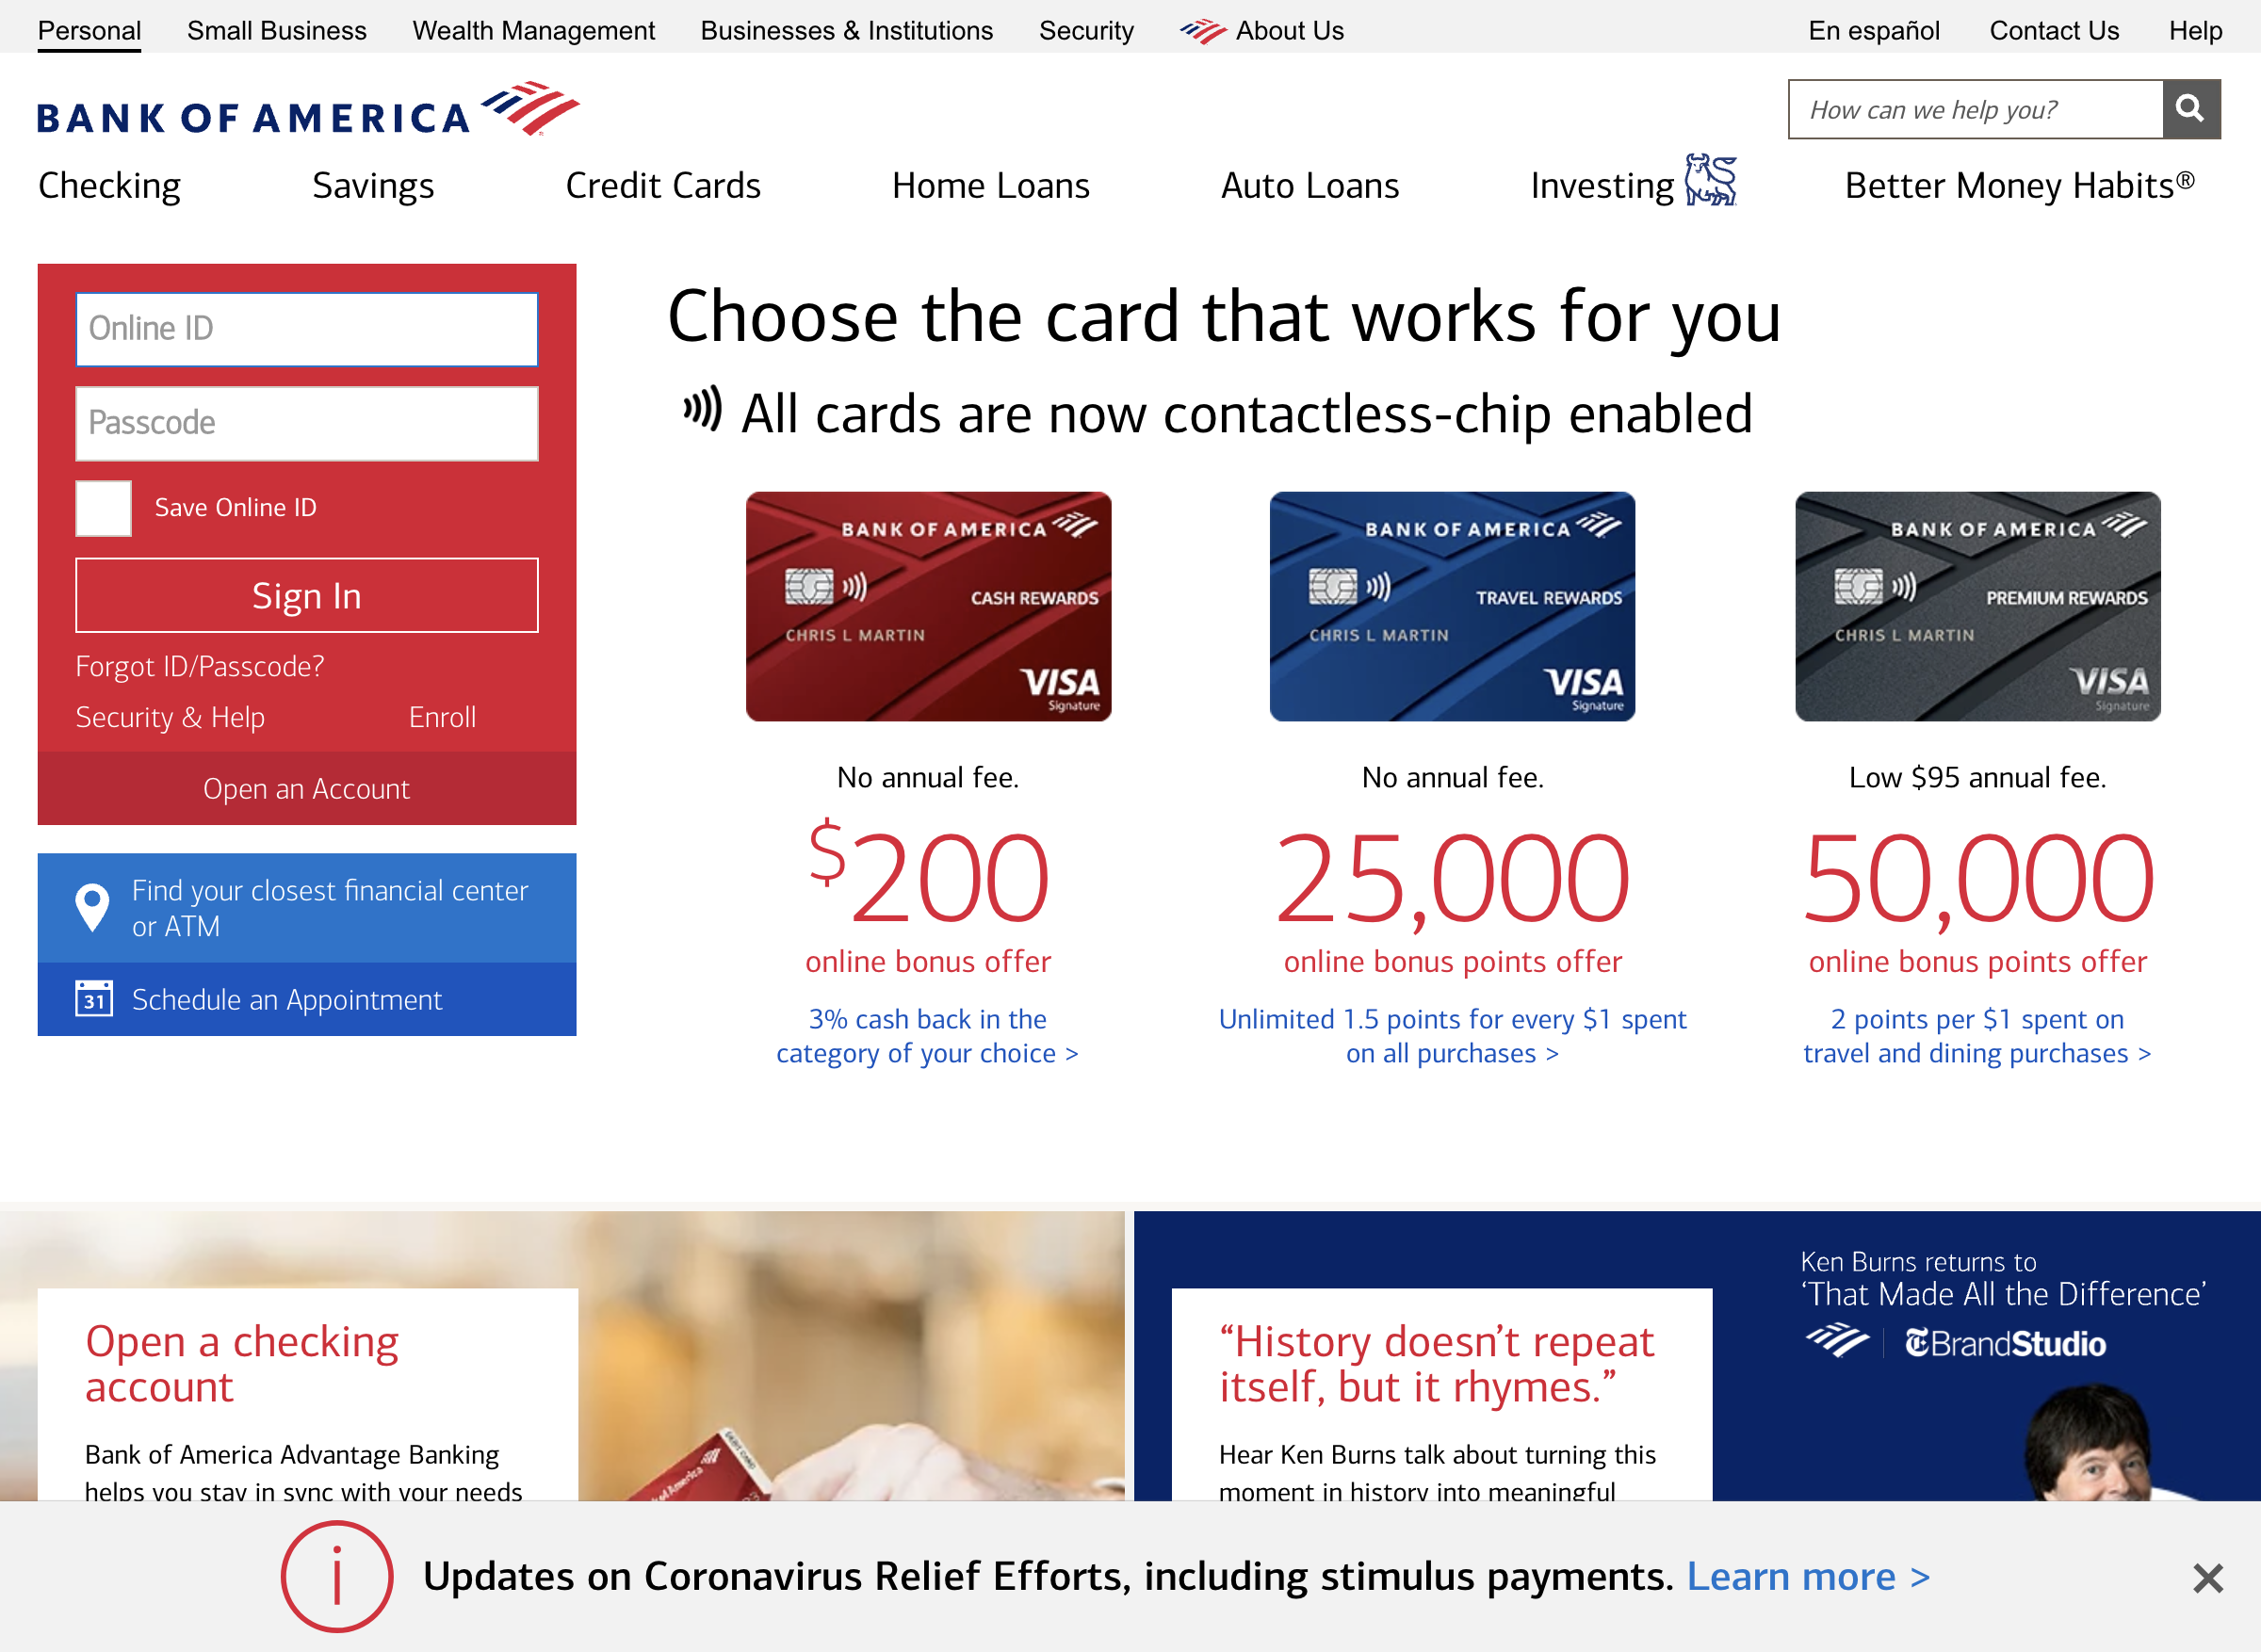 Personal Small Business Wealth Management Businesses & Institutions Security About Us En español Contact Us Help
BANK OF AMERICA
How can we help you?
Checking Savings Credit Cards Home Loans Auto Loans Investing Better Money Habits®
Online ID
Passcode
Save Online ID
Sign In
Forgot ID/Passcode?
Security & Help Enroll
Open an Account
Find your closest financial center
or ATM
31 Schedule an Appointment
Choose the card that works for you
All cards are now contactless-chip enabled
BANK OF AMERICA
CASH REWARDS
CHRIS L MARTIN
VISA
Signature
No annual fee.
$200
online bonus offer
3% cash back in the
category of your choice >
BANK OF AMERICA
TRAVEL REWARDS
CHRIS L MARTIN
VISA
Signature
No annual fee.
25,000
online bonus points offer
Unlimited 1.5 points for every $1 spent
on all purchases >
BANK OF AMERICA
PREMIUM REWARDS
CHRIS L MARTIN
VISA
Signature
Low $95 annual fee.
50,000
online bonus points offer
2 points per $1 spent on
travel and dining purchases >
Open a checking
account
Bank of America Advantage Banking
helps you stay in sync with your needs
DEBIT CARD
of America
“History doesn’t repeat
itself, but it rhymes.”
Hear Ken Burns talk about turning this
moment in history into meaningful
Ken Burns returns to
‘That Made All the Difference’
T BrandStudio
Updates on Coronavirus Relief Efforts, including stimulus payments. Learn more >